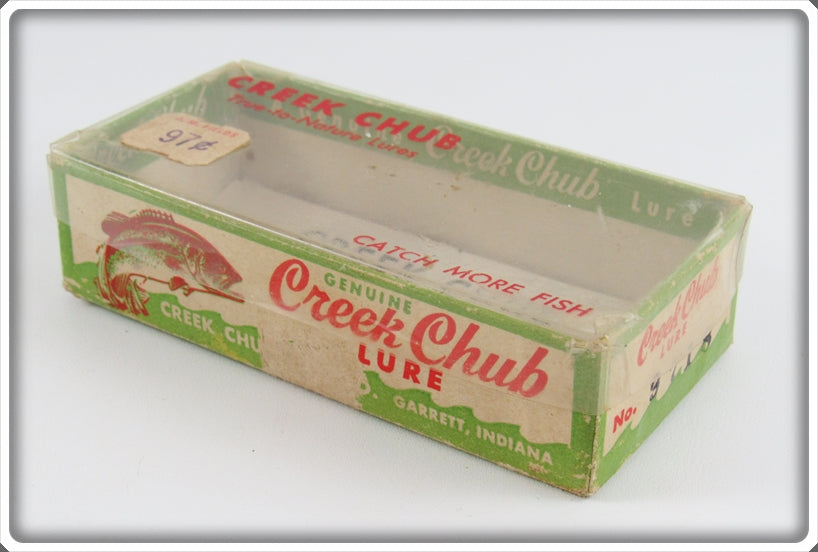 CREEK CHUB
True-to-Nature Lures
97¢
Creek Chub
Lure
CATCH MORE FISH
GENUINE
Creek Chub
LURE
CREEK CHU
GARRETT, INDIANA
Creek Chub
LURE
No.